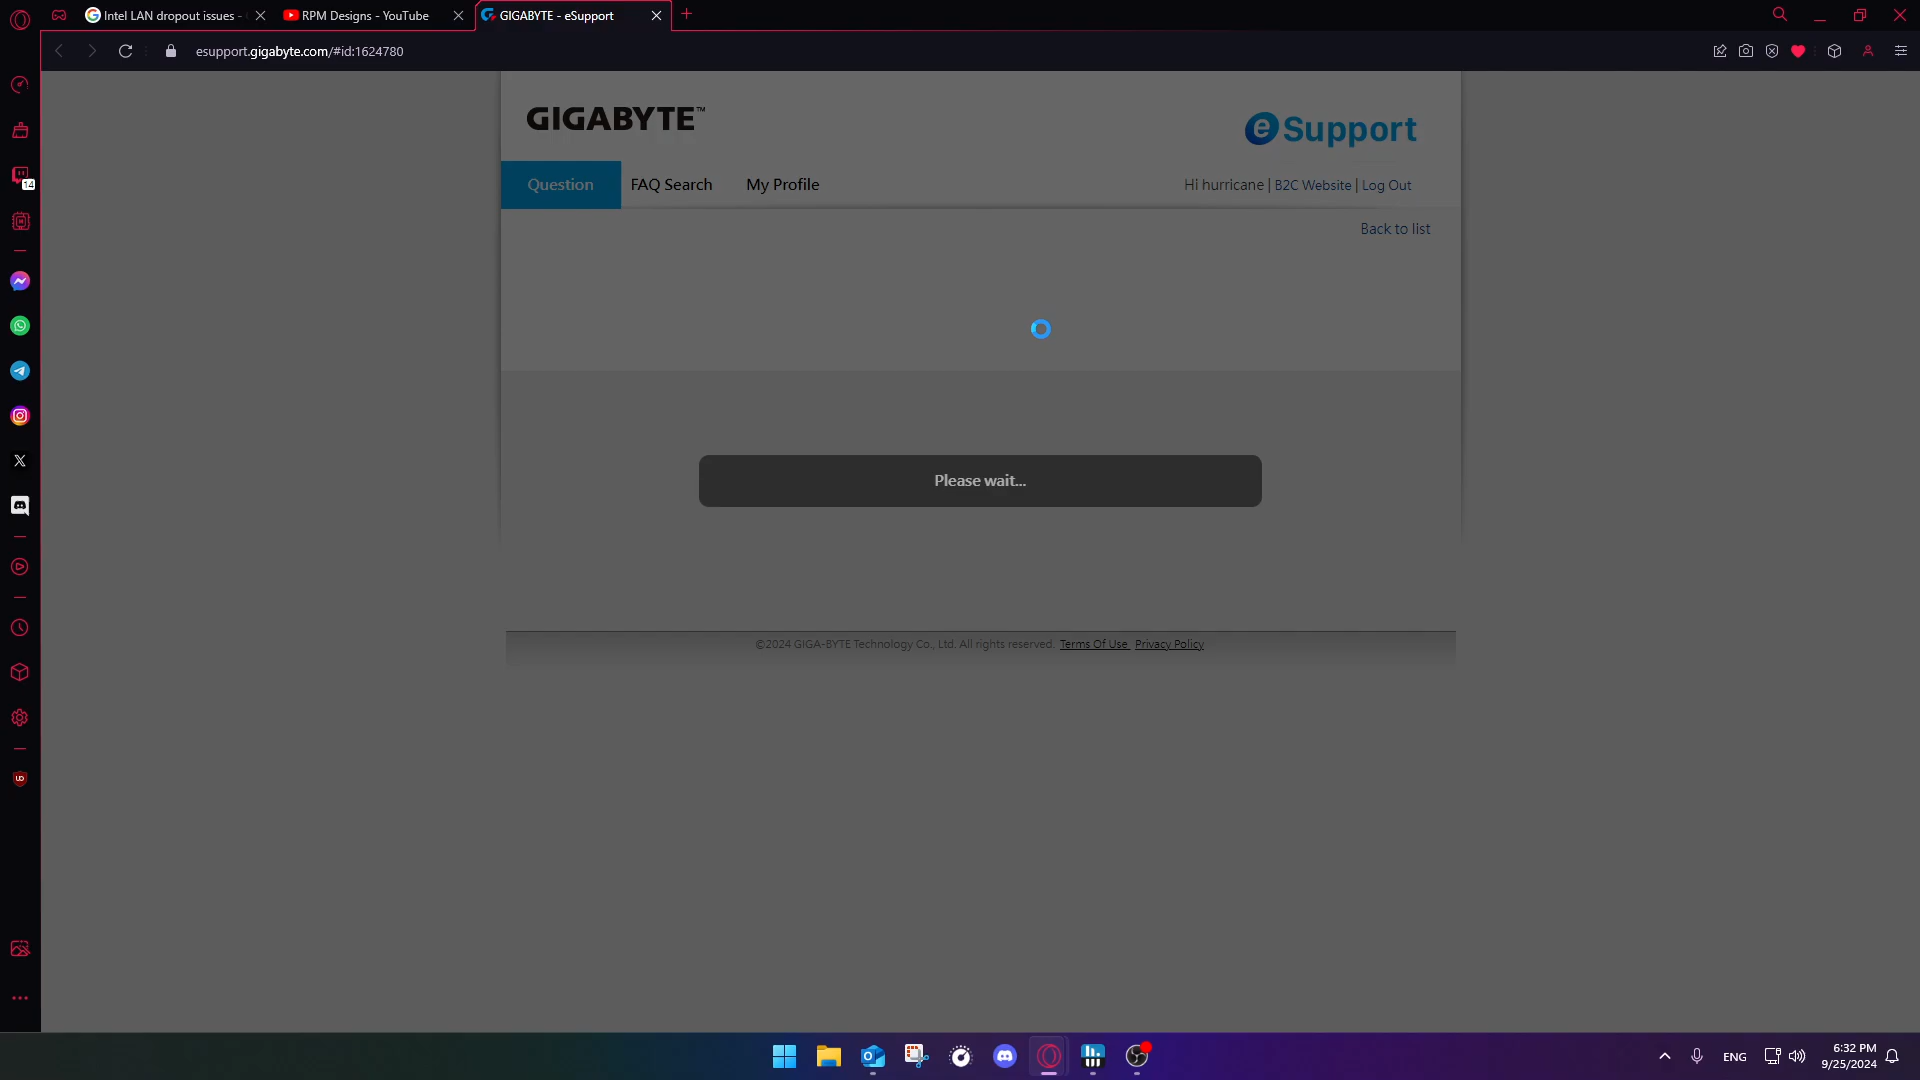 Intel LAN dropout issues -
RPM Designs - YouTube
GIGABYTE - eSupport
esupport.gigabyte.com/#id:1624780
GIGABYTE™
eSupport
Question
FAQ Search
My Profile
Hi hurricane | B2C Website | Log Out
Back to list
14
Please wait...
©2024 GIGA-BYTE Technology Co., Ltd. All rights reserved. Terms Of Use Privacy Policy
ENG
6:32 PM
9/25/2024